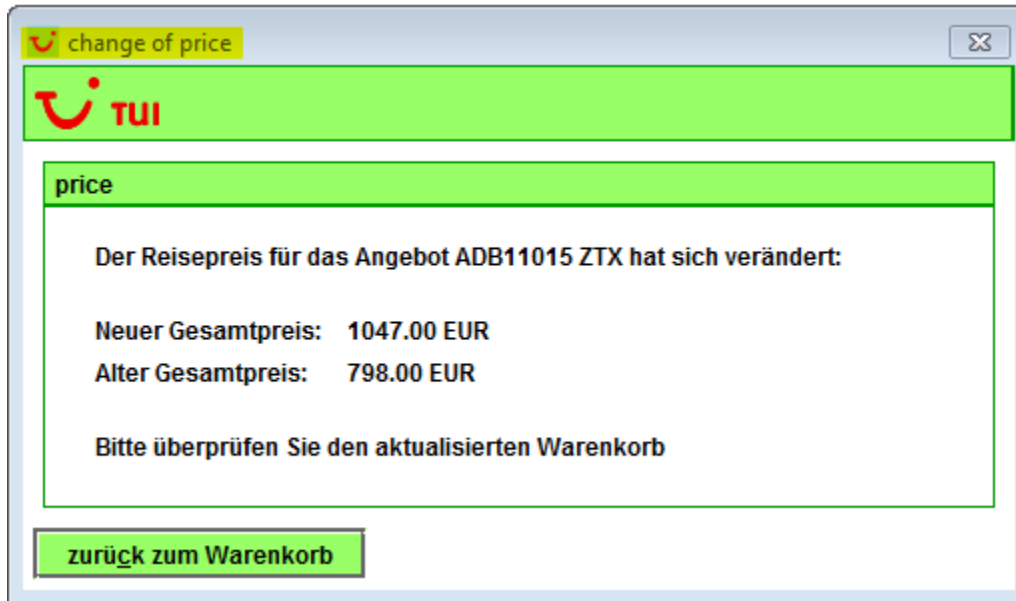 change of price
TUI
price
Der Reisepreis für das Angebot ADB11015 ZTX hat sich verändert:
Neuer Gesamtpreis: 1047.00 EUR
Alter Gesamtpreis: 798.00 EUR
Bitte überprüfen Sie den aktualisierten Warenkorb
zurück zum Warenkorb